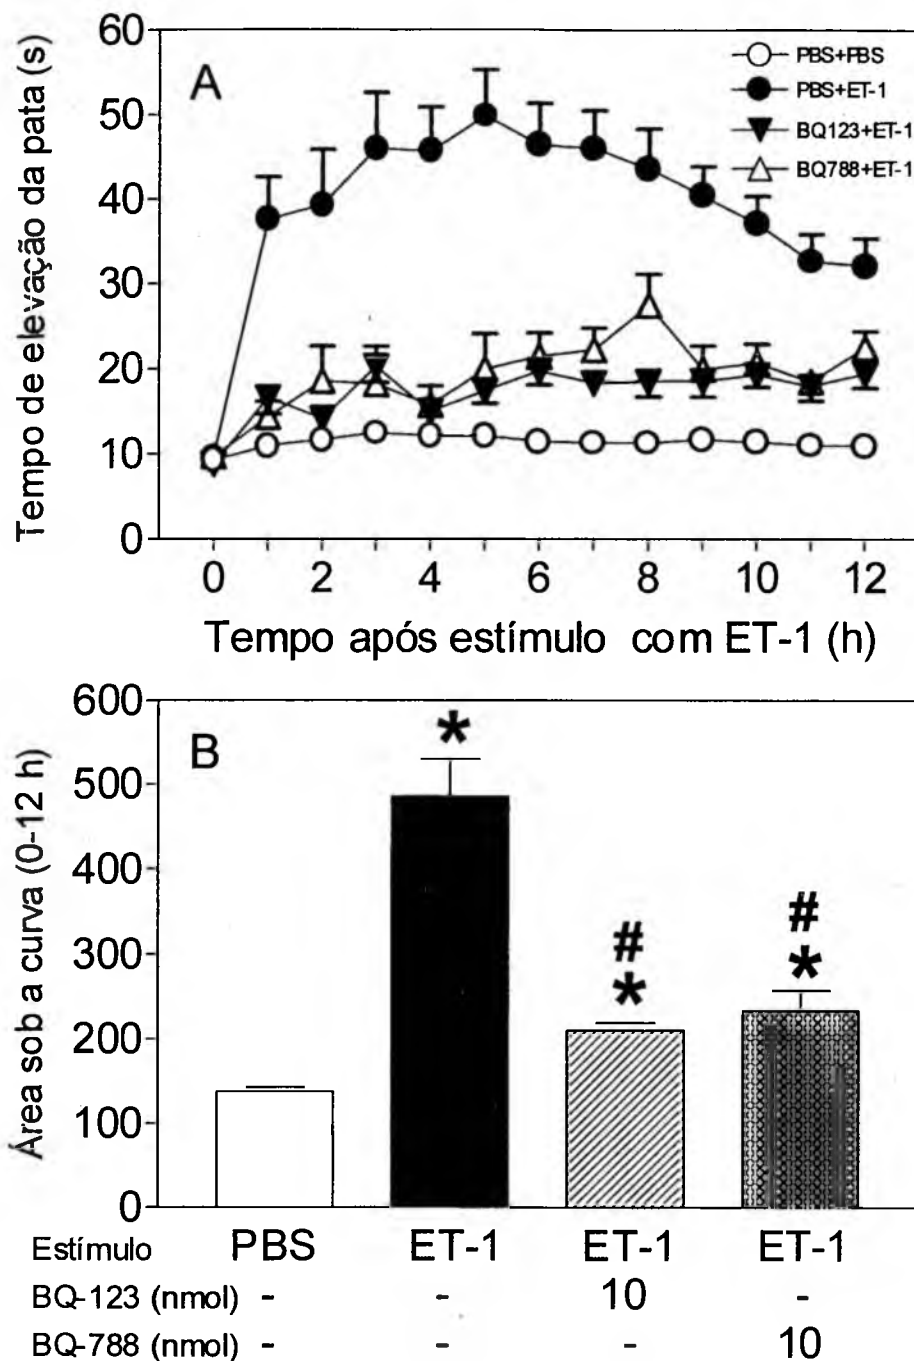 60
50
40
30
20
10
0
Tempo de elevação da pata (s)
A
PBS+PBS
PBS+ET-1
BQ123+ET-1
BQ788+ET-1
0 2 4 6 8 10 12
Tempo após estímulo com ET-1 (h)
600
500
400
300
200
100
0
Área sob a curva (0-12 h)
B
*
#
*
#
*
Estímulo PBS ET-1 ET-1 ET-1
BQ-123 (nmol) - - 10 -
BQ-788 (nmol) - - - 10